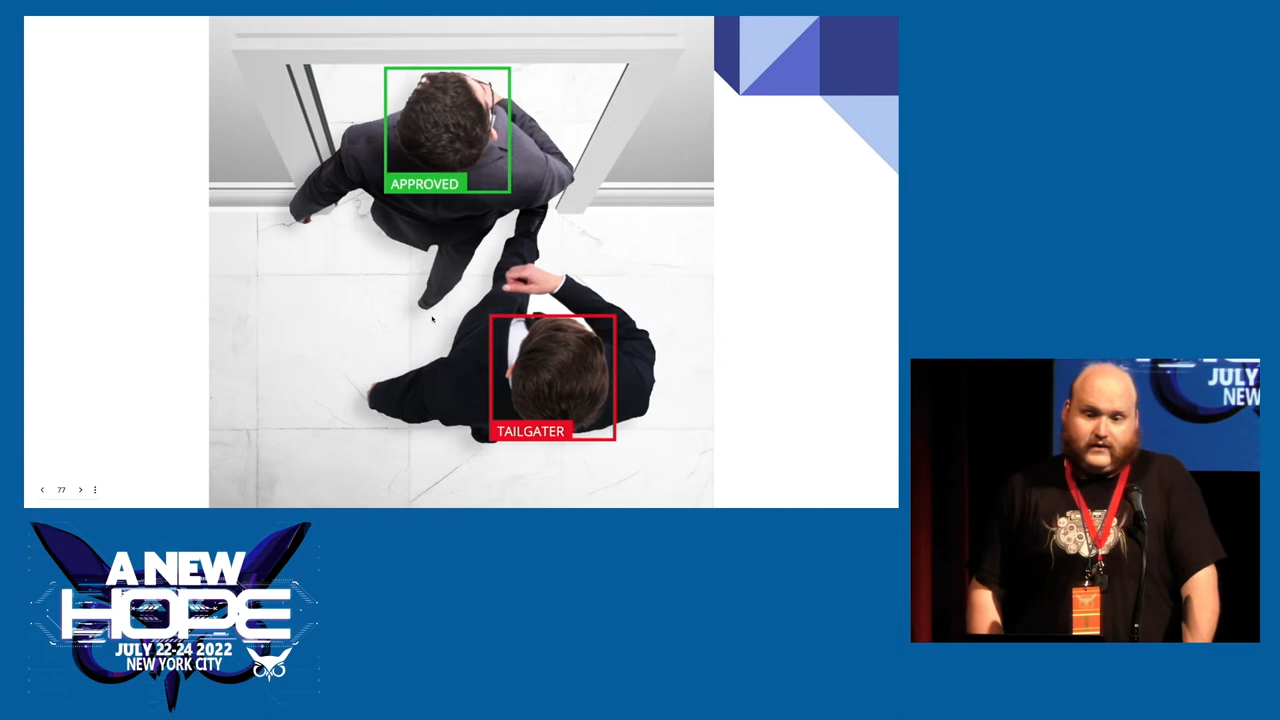 APPROVED
TAILGATER
77
A NEW
HOPE
JULY 22-24 2022
NEW YORK CITY
JULY
NEW